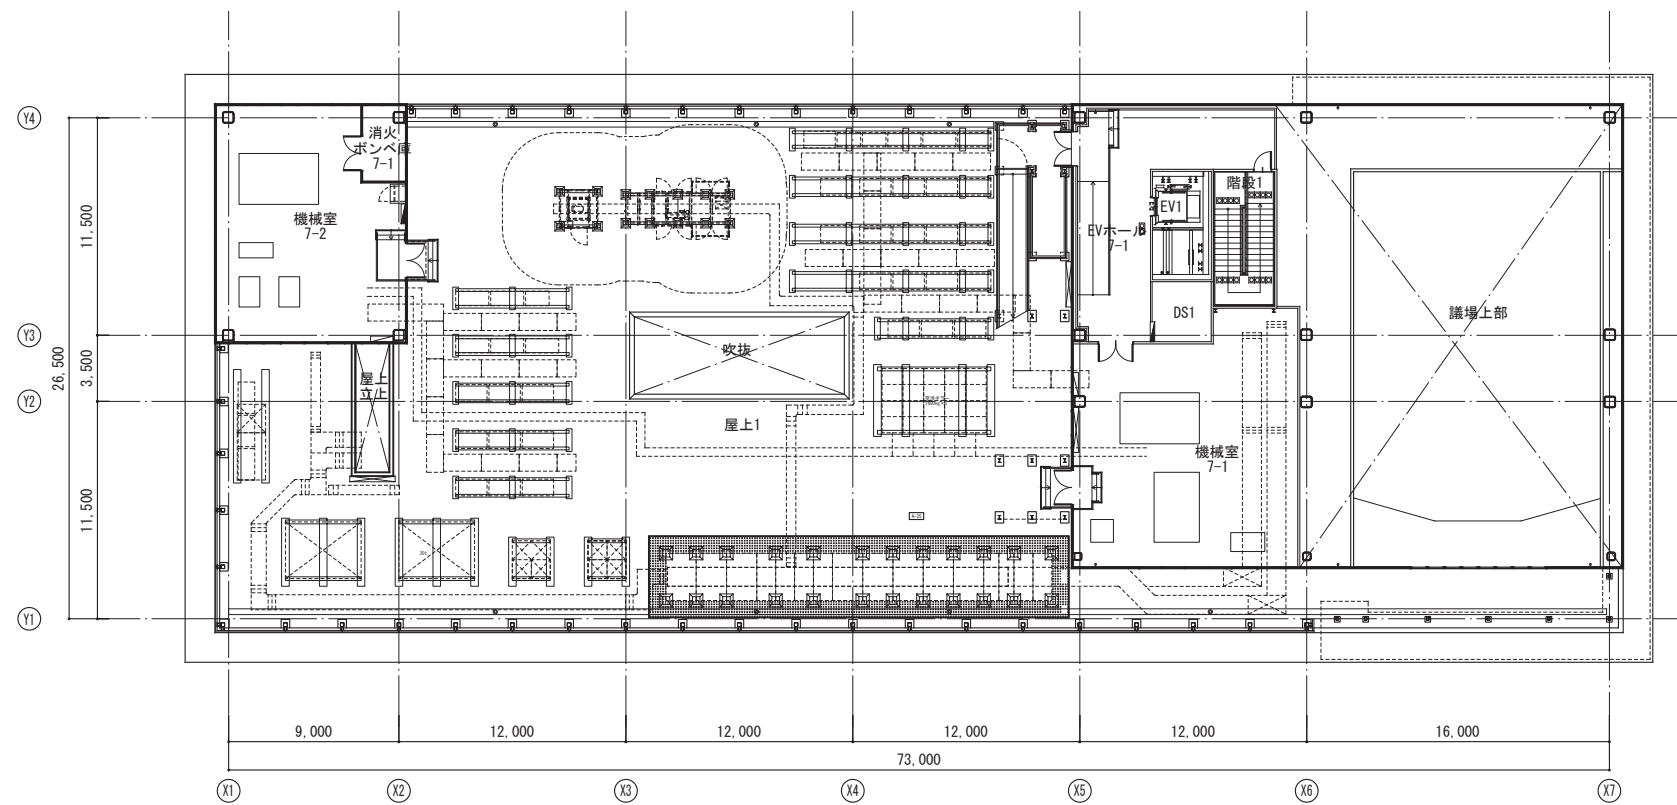 Y4
消火
ボンベ庫
7-1
階段1
EV1
機械室
7-2
EVホール
7-1
11,500
DS1
議場上部
Y3
吹抜
26,500
3,500
屋上
立上
Y2
屋上1
機械室
7-1
11,500
Y1
9,000
12,000
12,000
12,000
12,000
16,000
73,000
X1
X2
X3
X4
X5
X6
X7